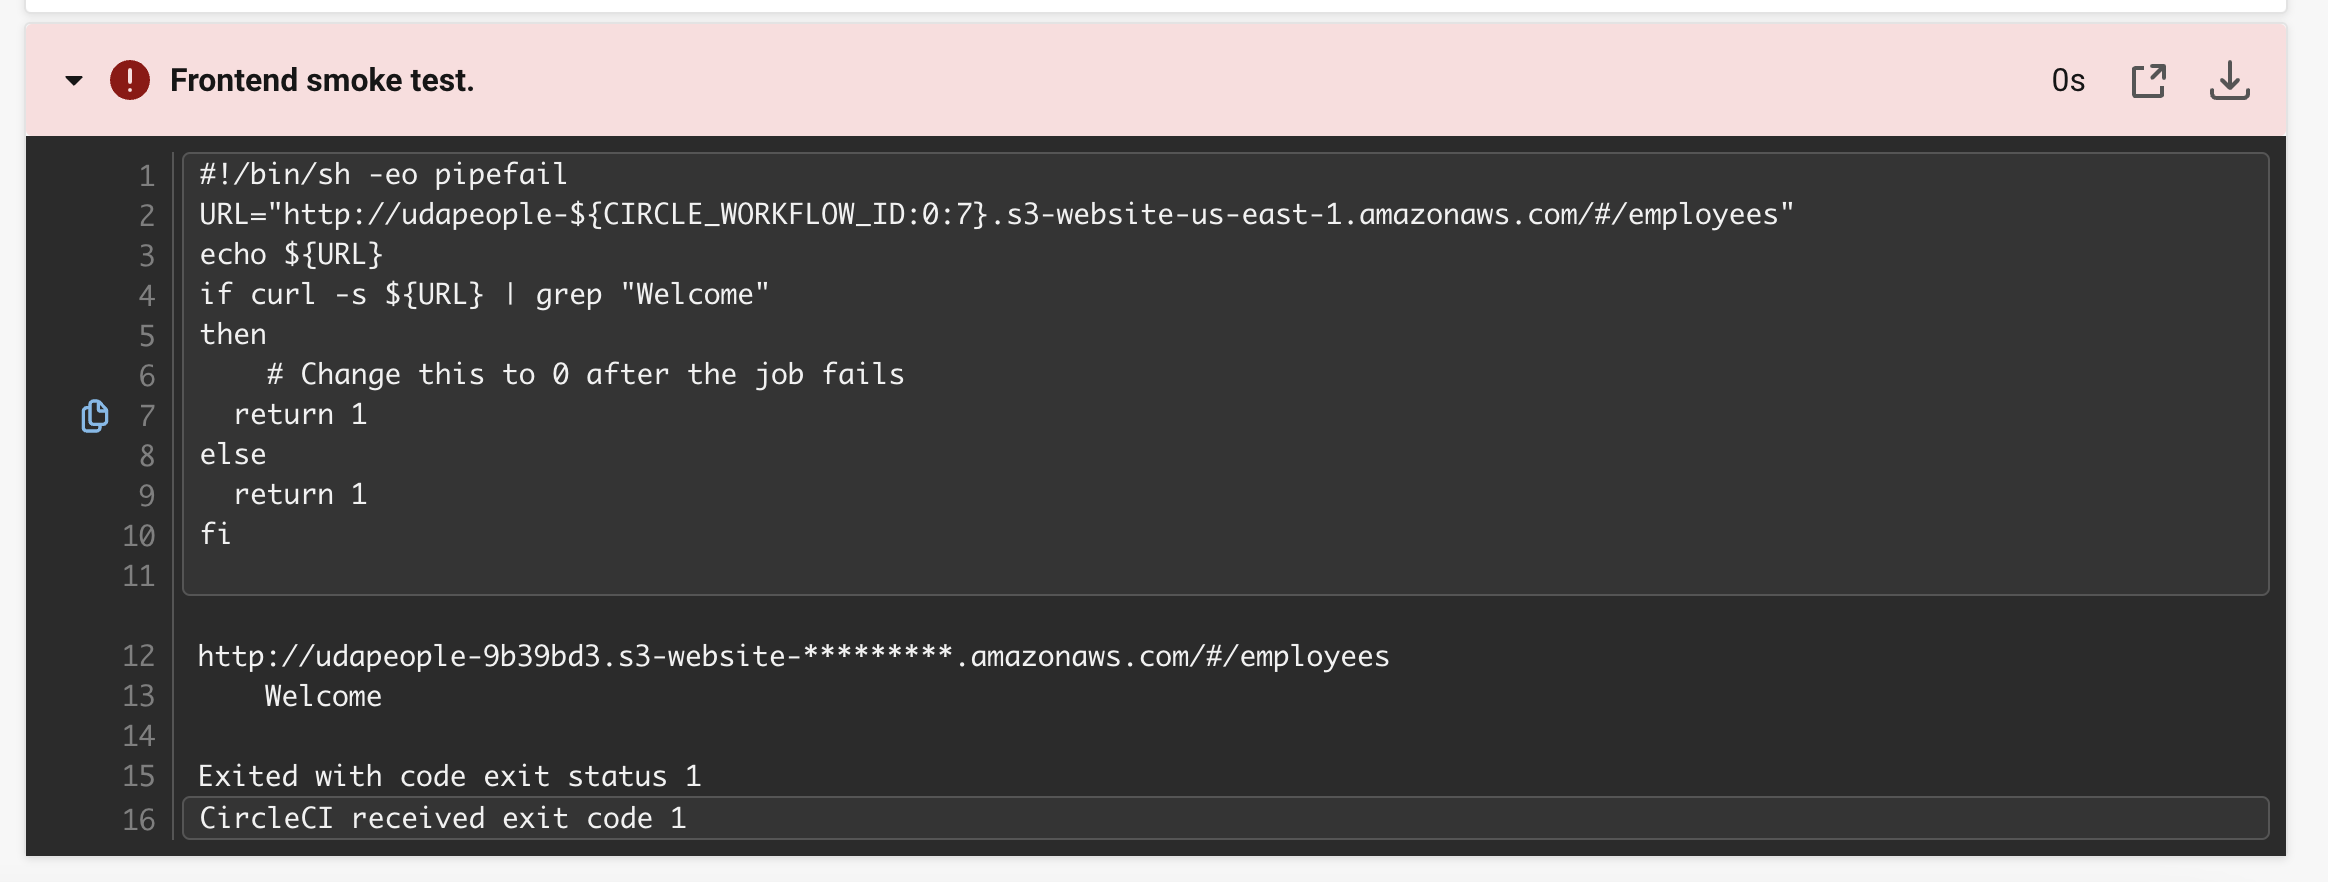 Frontend smoke test.
0s
1 #!/bin/sh -eo pipefail
2 URL="http://udapeople-${CIRCLE_WORKFLOW_ID:0:7}.s3-website-us-east-1.amazonaws.com/#/employees"
3 echo ${URL}
4 if curl -s ${URL} | grep "Welcome"
5 then
6     # Change this to 0 after the job fails
7   return 1
8 else
9   return 1
10 fi
11
12 http://udapeople-9b39bd3.s3-website-*********.amazonaws.com/#/employees
13     Welcome
14
15 Exited with code exit status 1
16 CircleCI received exit code 1